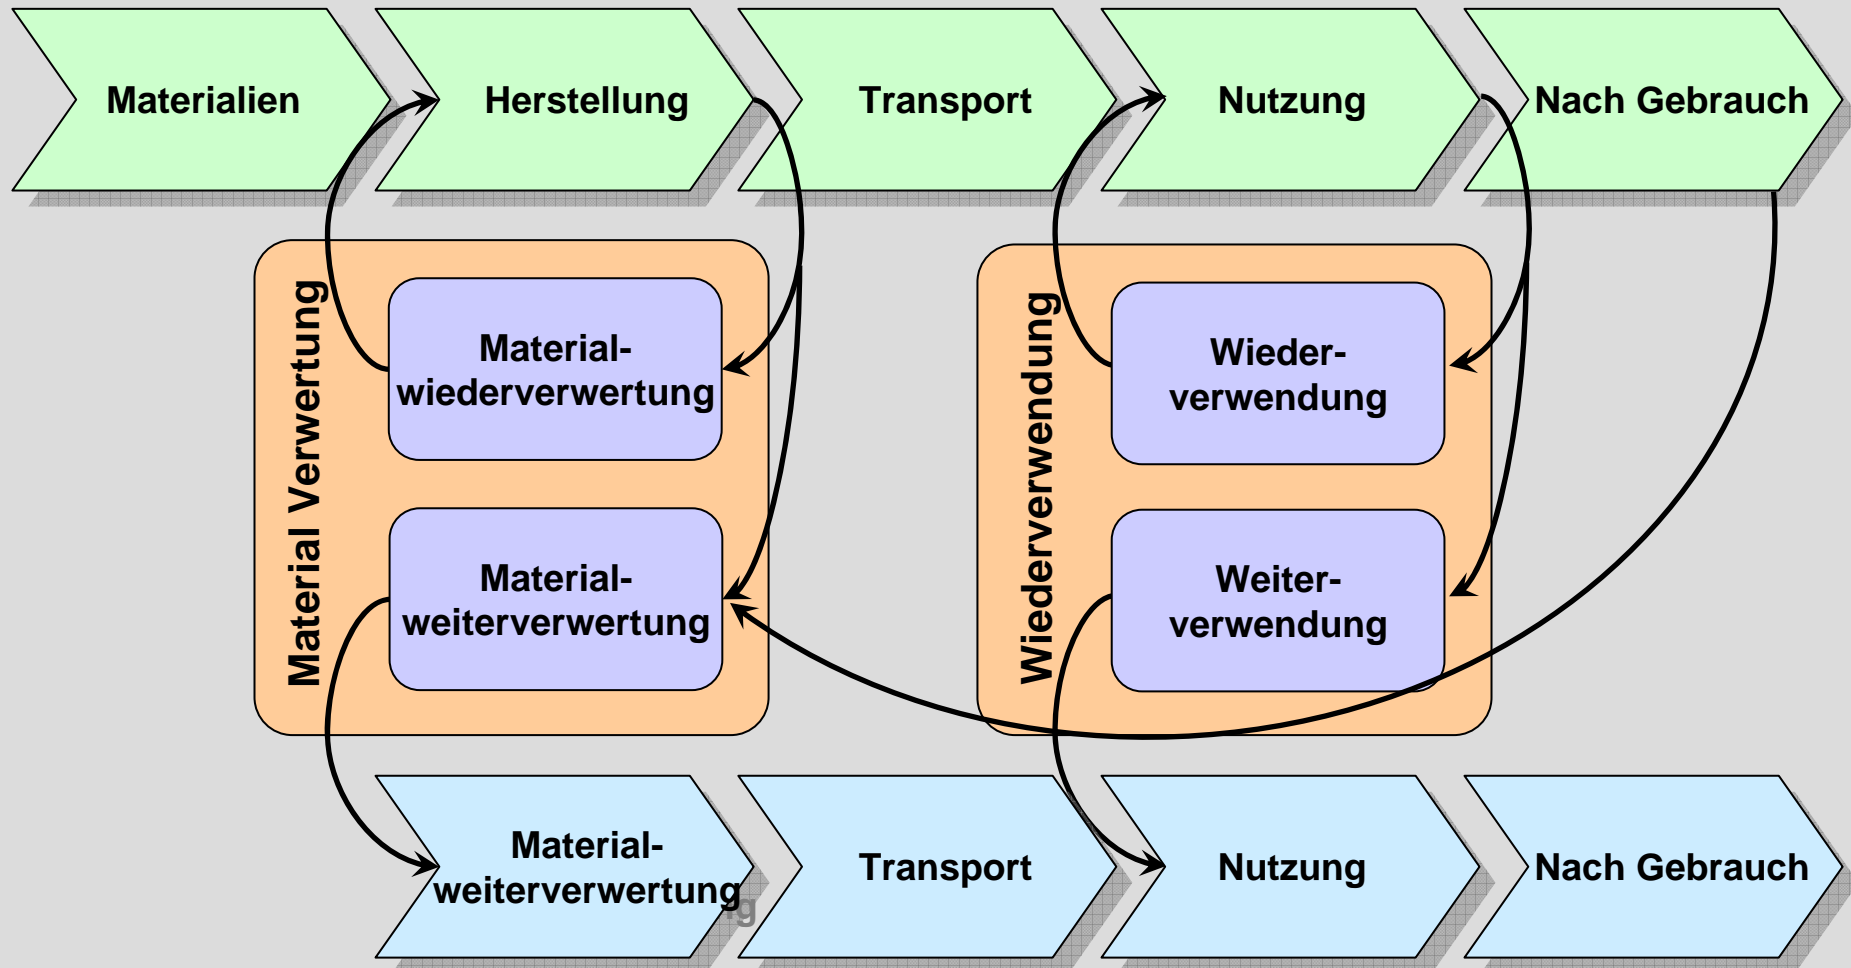 Materialien
Herstellung
Transport
Nutzung
Nach Gebrauch
Material Verwertung
Material-
wiederverwertung
Material-
weiterverwertung
Wiederverwendung
Wieder-
verwendung
Weiter-
verwendung
Material-
weiterverwertung
Transport
Nutzung
Nach Gebrauch